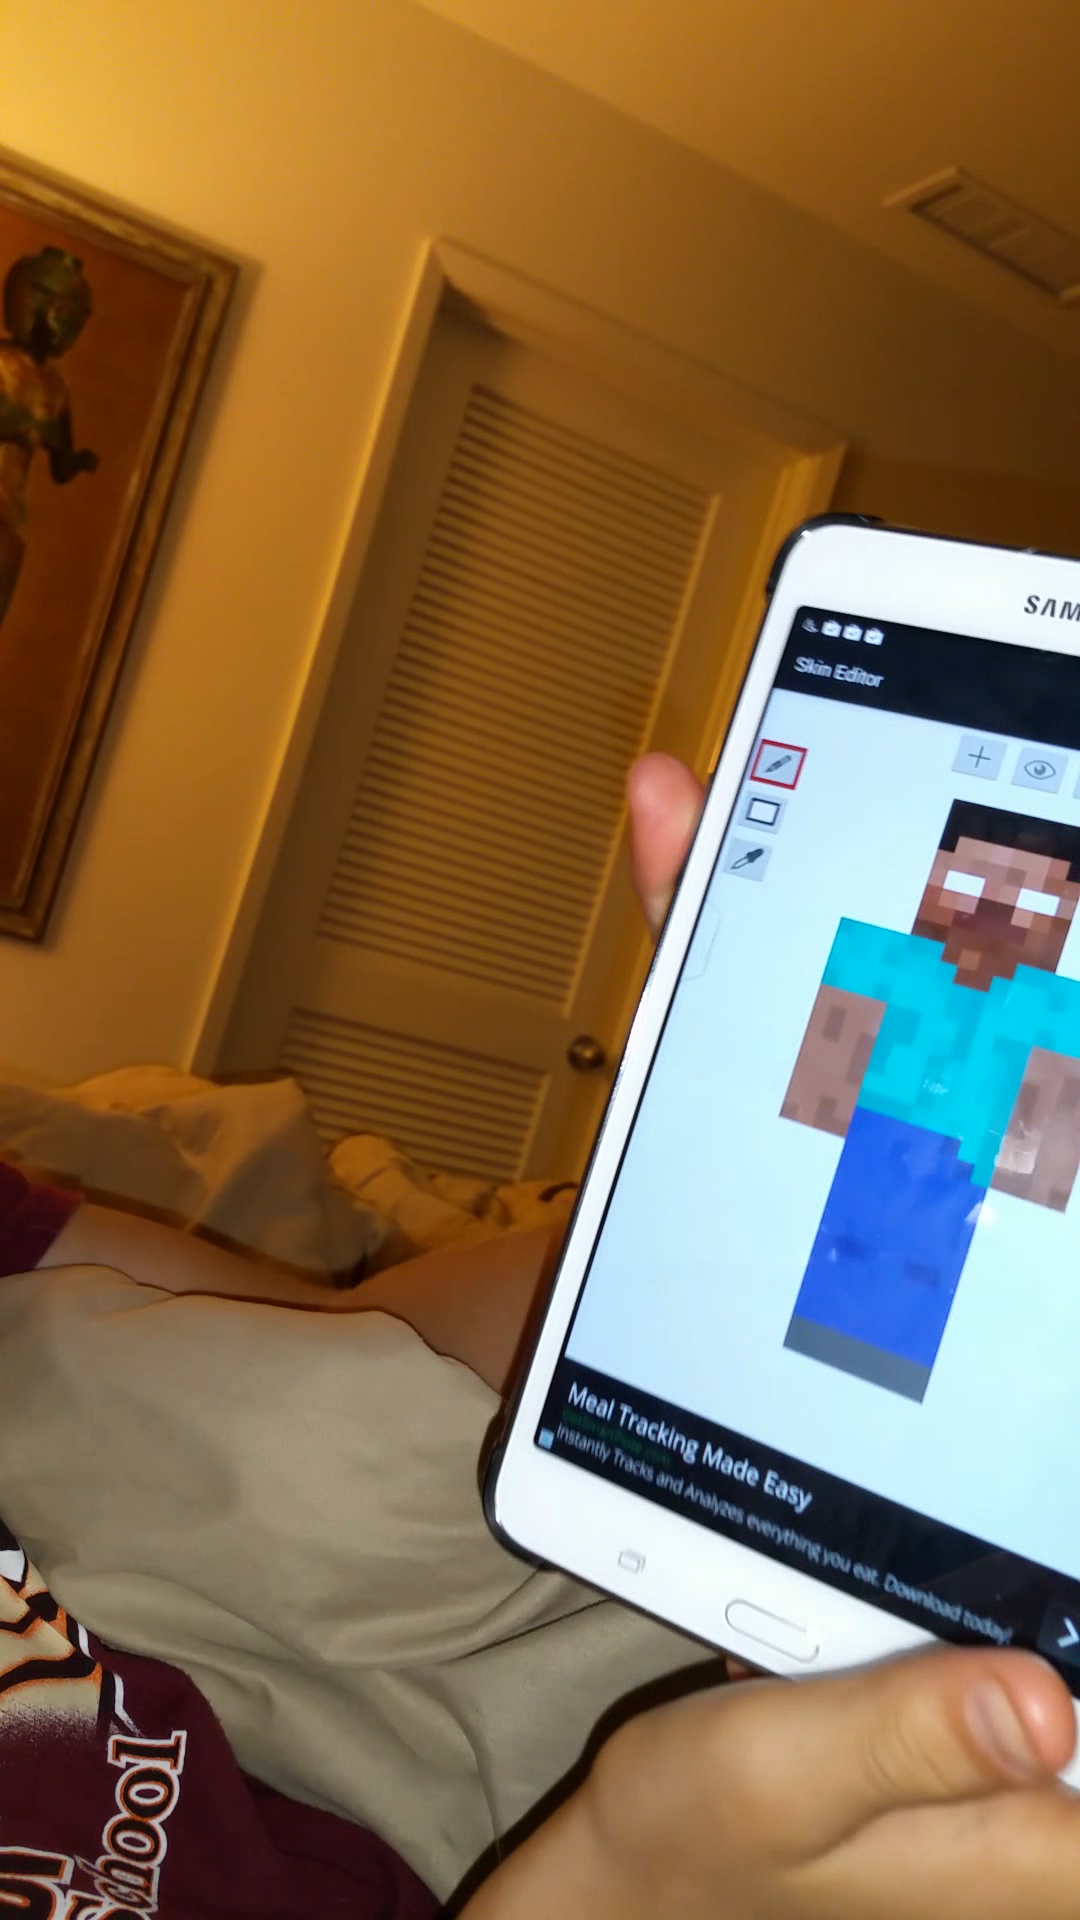 SAM
Skin Editor
Meal Tracking Made Easy
Instantly Tracks and Analyzes everything you eat. Download today!
School